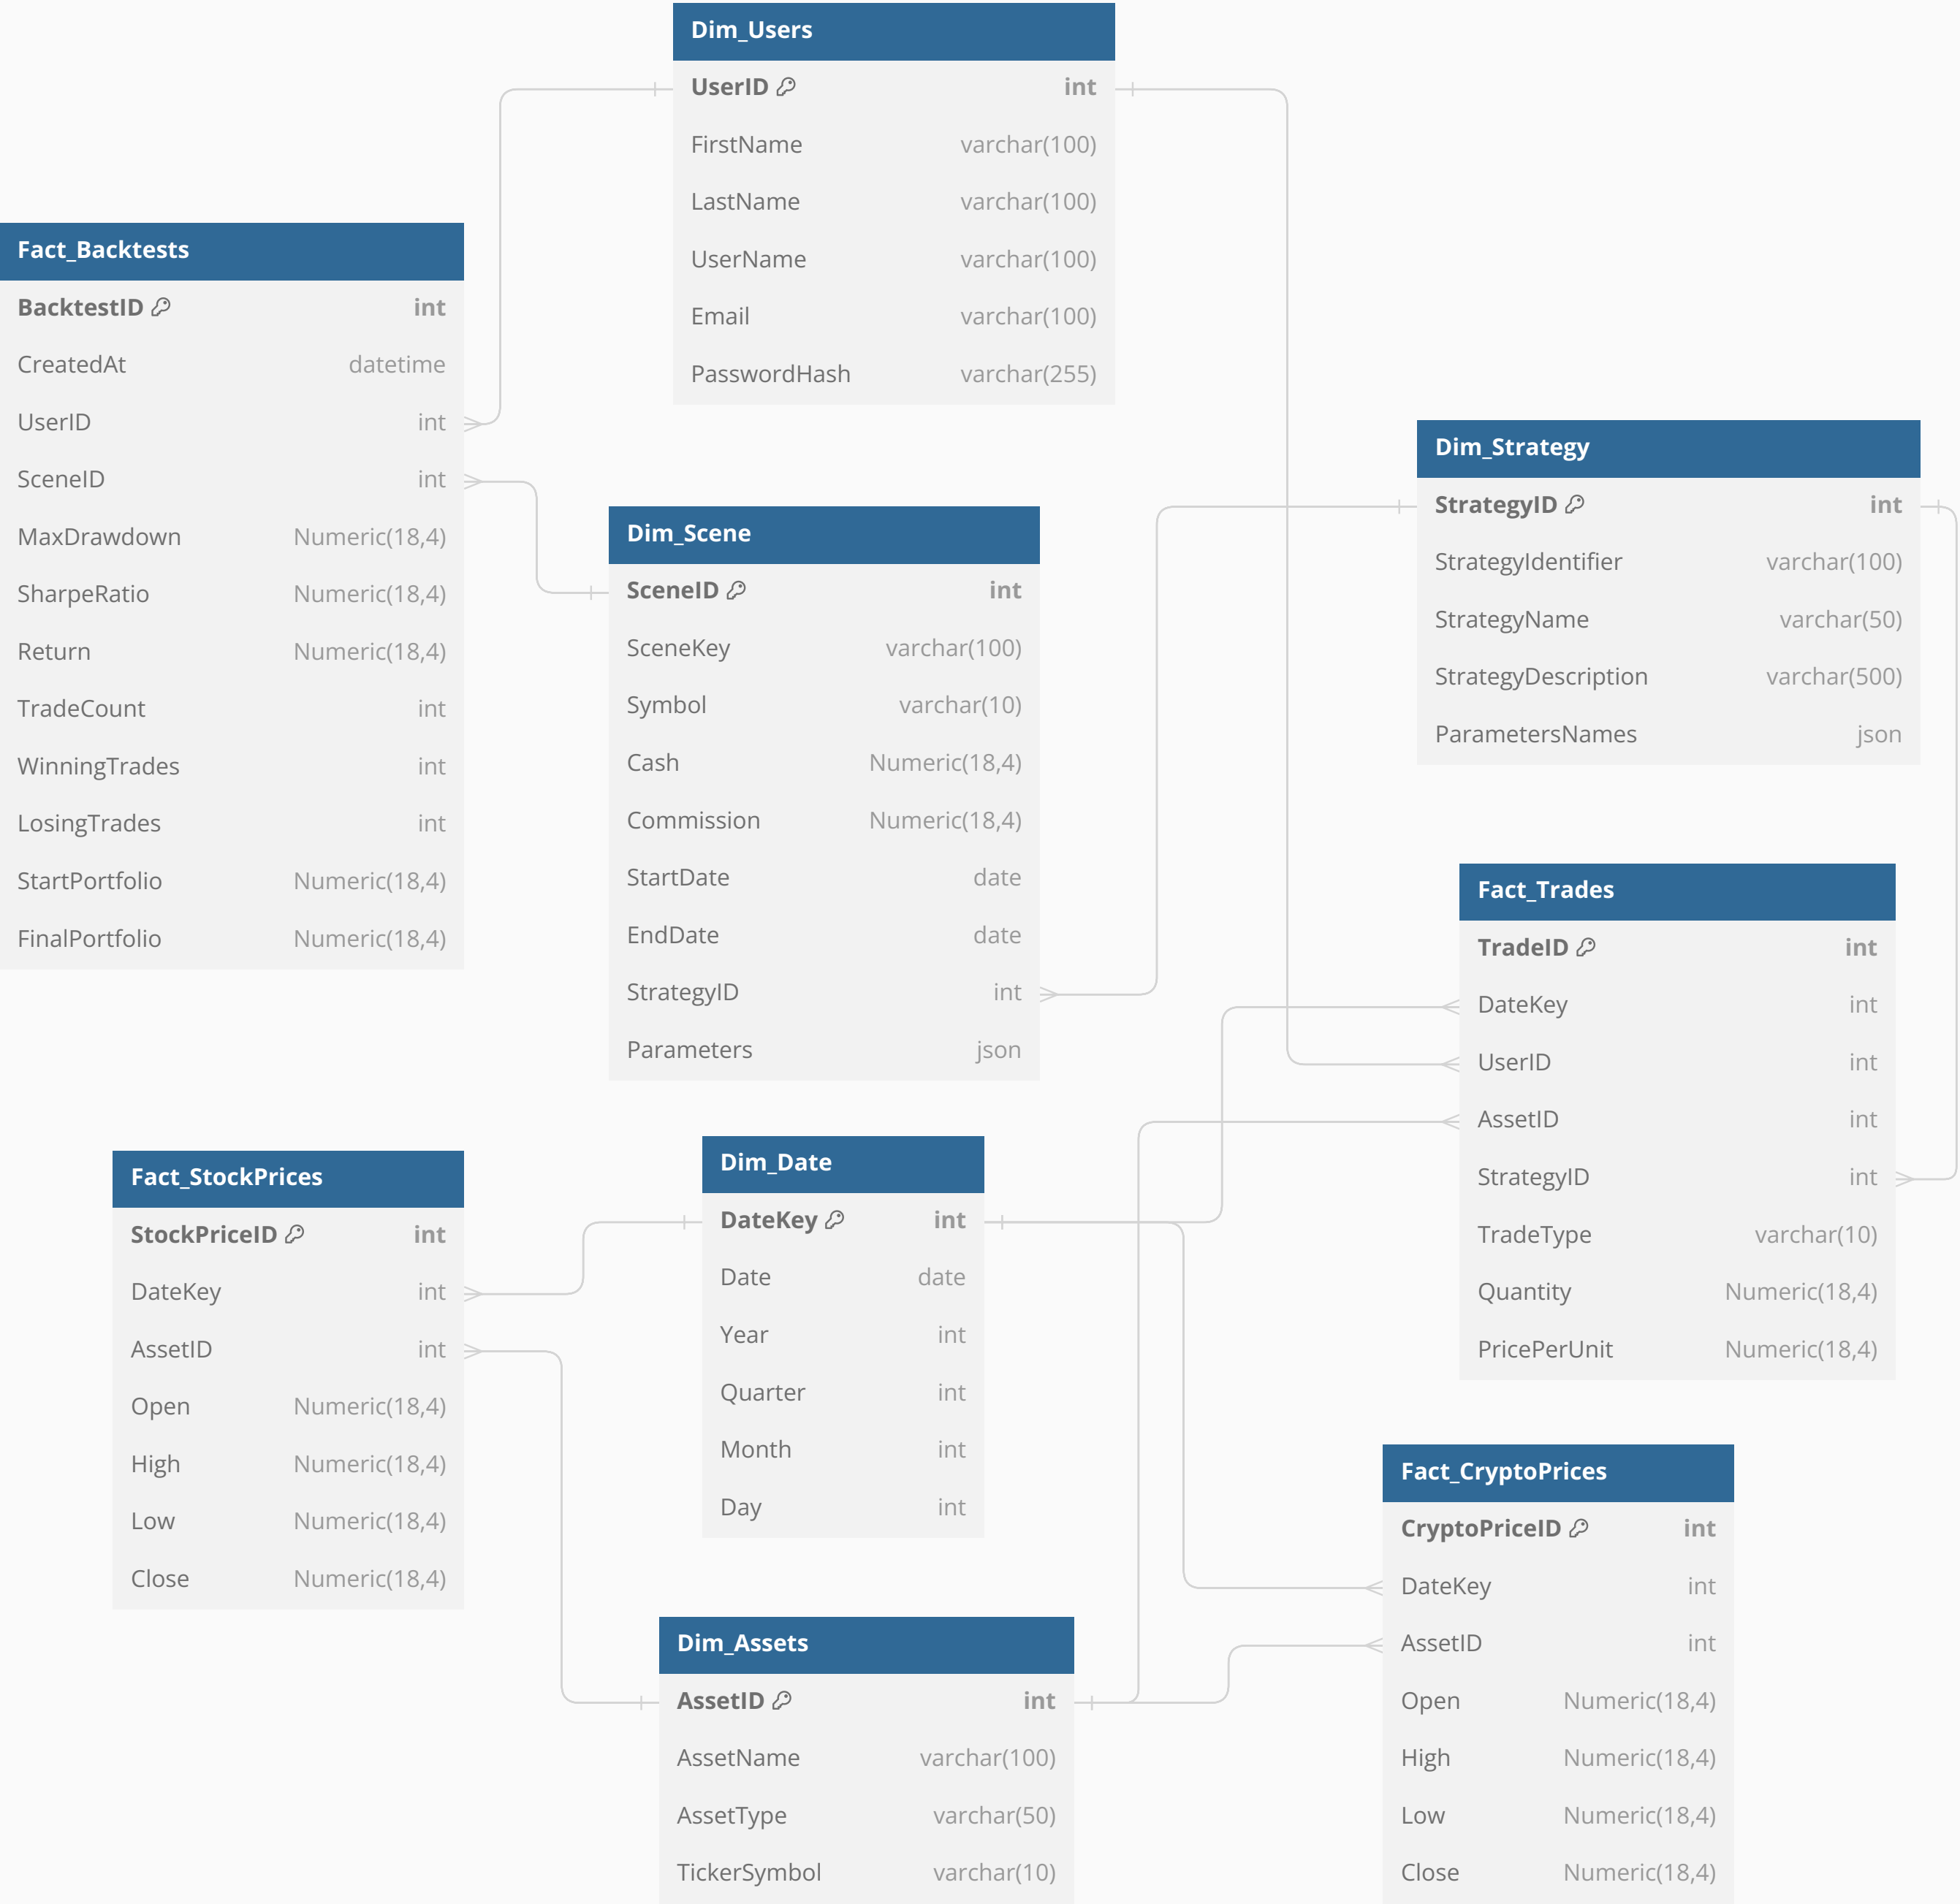 Dim_Users
UserID int
FirstName varchar(100)
LastName varchar(100)
UserName varchar(100)
Email varchar(100)
PasswordHash varchar(255)
Fact_Backtests
BacktestID int
CreatedAt datetime
UserID int
SceneID int
MaxDrawdown Numeric(18,4)
SharpeRatio Numeric(18,4)
Return Numeric(18,4)
TradeCount int
WinningTrades int
LosingTrades int
StartPortfolio Numeric(18,4)
FinalPortfolio Numeric(18,4)
Dim_Strategy
StrategyID int
StrategyIdentifier varchar(100)
StrategyName varchar(50)
StrategyDescription varchar(500)
ParametersNames json
Dim_Scene
SceneID int
SceneKey varchar(100)
Symbol varchar(10)
Cash Numeric(18,4)
Commission Numeric(18,4)
StartDate date
EndDate date
StrategyID int
Parameters json
Fact_Trades
TradeID int
DateKey int
UserID int
AssetID int
StrategyID int
TradeType varchar(10)
Quantity Numeric(18,4)
PricePerUnit Numeric(18,4)
Fact_StockPrices
StockPriceID int
DateKey int
AssetID int
Open Numeric(18,4)
High Numeric(18,4)
Low Numeric(18,4)
Close Numeric(18,4)
Dim_Date
DateKey int
Date date
Year int
Quarter int
Month int
Day int
Fact_CryptoPrices
CryptoPriceID int
DateKey int
AssetID int
Open Numeric(18,4)
High Numeric(18,4)
Low Numeric(18,4)
Close Numeric(18,4)
Dim_Assets
AssetID int
AssetName varchar(100)
AssetType varchar(50)
TickerSymbol varchar(10)